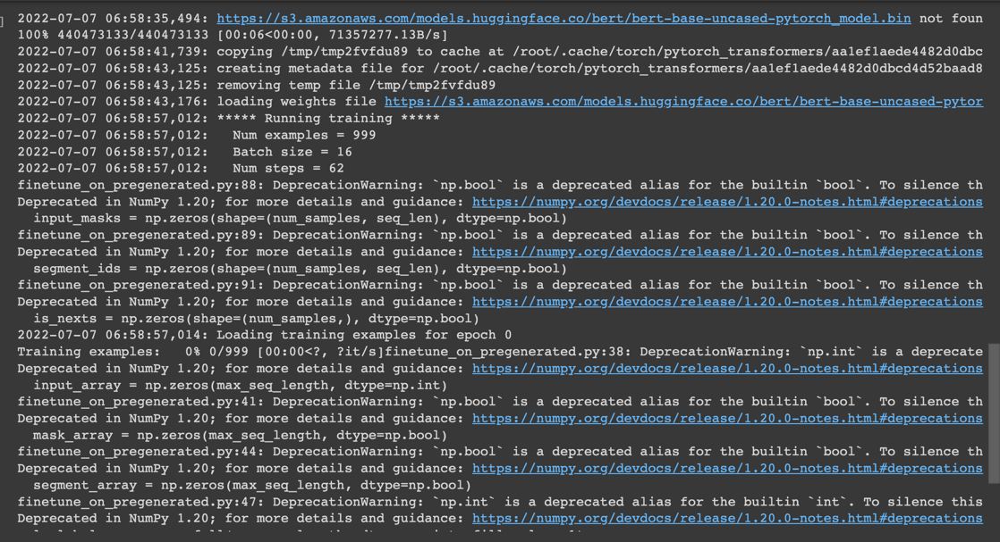 2022-07-07 06:58:35,494: https://s3.amazonaws.com/models.huggingface.co/bert/bert-base-uncased-pytorch_model.bin not foun
100% 440473133/440473133 [00:06<00:00, 71357277.13B/s]
2022-07-07 06:58:41,739: copying /tmp/tmp2fvfdu89 to cache at /root/.cache/torch/pytorch_transformers/aa1ef1aede4482d0dbc
2022-07-07 06:58:43,125: creating metadata file for /root/.cache/torch/pytorch_transformers/aa1ef1aede4482d0dbcd4d52baad8
2022-07-07 06:58:43,125: removing temp file /tmp/tmp2fvfdu89
2022-07-07 06:58:43,176: loading weights file https://s3.amazonaws.com/models.huggingface.co/bert/bert-base-uncased-pytor
2022-07-07 06:58:57,012: ***** Running training *****
2022-07-07 06:58:57,012:   Num examples = 999
2022-07-07 06:58:57,012:   Batch size = 16
2022-07-07 06:58:57,012:   Num steps = 62
finetune_on_pregenerated.py:88: DeprecationWarning: `np.bool` is a deprecated alias for the builtin `bool`. To silence th
Deprecated in NumPy 1.20; for more details and guidance: https://numpy.org/devdocs/release/1.20.0-notes.html#deprecations
  input_masks = np.zeros(shape=(num_samples, seq_len), dtype=np.bool)
finetune_on_pregenerated.py:89: DeprecationWarning: `np.bool` is a deprecated alias for the builtin `bool`. To silence th
Deprecated in NumPy 1.20; for more details and guidance: https://numpy.org/devdocs/release/1.20.0-notes.html#deprecations
  segment_ids = np.zeros(shape=(num_samples, seq_len), dtype=np.bool)
finetune_on_pregenerated.py:91: DeprecationWarning: `np.bool` is a deprecated alias for the builtin `bool`. To silence th
Deprecated in NumPy 1.20; for more details and guidance: https://numpy.org/devdocs/release/1.20.0-notes.html#deprecations
  is_nexts = np.zeros(shape=(num_samples,), dtype=np.bool)
2022-07-07 06:58:57,014: Loading training examples for epoch 0
Training examples:   0% 0/999 [00:00<?, ?it/s]finetune_on_pregenerated.py:38: DeprecationWarning: `np.int` is a deprecate
Deprecated in NumPy 1.20; for more details and guidance: https://numpy.org/devdocs/release/1.20.0-notes.html#deprecations
  input_array = np.zeros(max_seq_length, dtype=np.int)
finetune_on_pregenerated.py:41: DeprecationWarning: `np.bool` is a deprecated alias for the builtin `bool`. To silence th
Deprecated in NumPy 1.20; for more details and guidance: https://numpy.org/devdocs/release/1.20.0-notes.html#deprecations
  mask_array = np.zeros(max_seq_length, dtype=np.bool)
finetune_on_pregenerated.py:44: DeprecationWarning: `np.bool` is a deprecated alias for the builtin `bool`. To silence th
Deprecated in NumPy 1.20; for more details and guidance: https://numpy.org/devdocs/release/1.20.0-notes.html#deprecations
  segment_array = np.zeros(max_seq_length, dtype=np.bool)
finetune_on_pregenerated.py:47: DeprecationWarning: `np.int` is a deprecated alias for the builtin `int`. To silence this
Deprecated in NumPy 1.20; for more details and guidance: https://numpy.org/devdocs/release/1.20.0-notes.html#deprecations